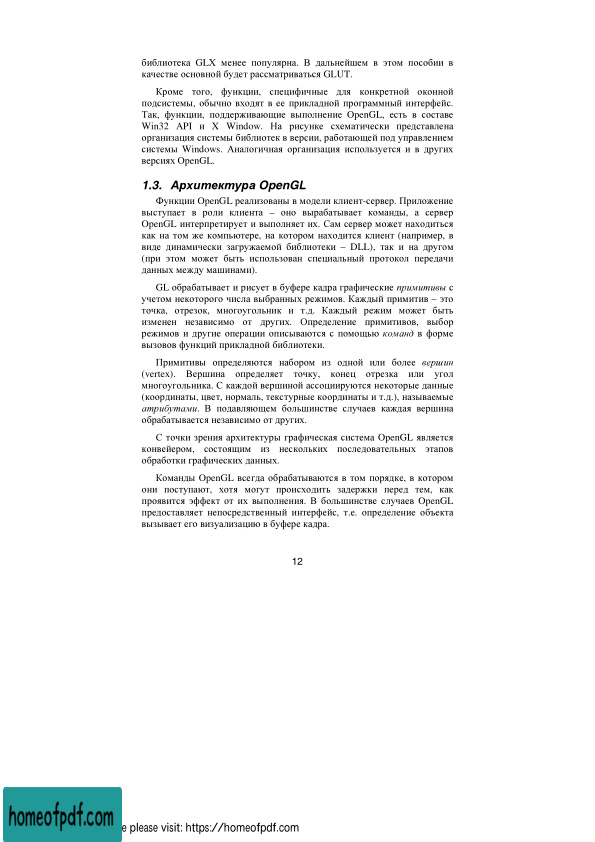 библиотека GLX менее популярна. В дальнейшем в этом пособии в
качестве основной будет рассматриваться GLUT.
Кроме того, функции, специфичные для конкретной оконной
подсистемы, обычно входят в ее прикладной программный интерфейс.
Так, функции, поддерживающие выполнение OpenGL, есть в составе
Win32 API и X Window. На рисунке схематически представлена
организация системы библиотек в версии, работающей под управлением
системы Windows. Аналогичная организация используется и в других
версиях OpenGL.
1.3. Архитектура OpenGL
Функции OpenGL реализованы в модели клиент-сервер. Приложение
выступает в роли клиента – оно вырабатывает команды, а сервер
OpenGL интерпретирует и выполняет их. Сам сервер может находиться
как на том же компьютере, на котором находится клиент (например, в
виде динамически загружаемой библиотеки – DLL), так и на другом
(при этом может быть использован специальный протокол передачи
данных между машинами).
GL обрабатывает и рисует в буфере кадра графические примитивы с
учетом некоторого числа выбранных режимов. Каждый примитив – это
точка, отрезок, многоугольник и т.д. Каждый режим может быть
изменен независимо от других. Определение примитивов, выбор
режимов и другие операции описываются с помощью команд в форме
вызовов функций прикладной библиотеки.
Примитивы определяются набором из одной или более вершин
(vertex). Вершина определяет точку, конец отрезка или угол
многоугольника. С каждой вершиной ассоциируются некоторые данные
(координаты, цвет, нормаль, текстурные координаты и т.д.), называемые
атрибутами. В подавляющем большинстве случаев каждая вершина
обрабатывается независимо от других.
С точки зрения архитектуры графическая система OpenGL является
конвейером, состоящим из нескольких последовательных этапов
обработки графических данных.
Команды OpenGL всегда обрабатываются в том порядке, в котором
они поступают, хотя могут происходить задержки перед тем, как
проявится эффект от их выполнения. В большинстве случаев OpenGL
предоставляет непосредственный интерфейс, т.е. определение объекта
вызывает его визуализацию в буфере кадра.
12
homeofpdf.com
e please visit: https://homeofpdf.com